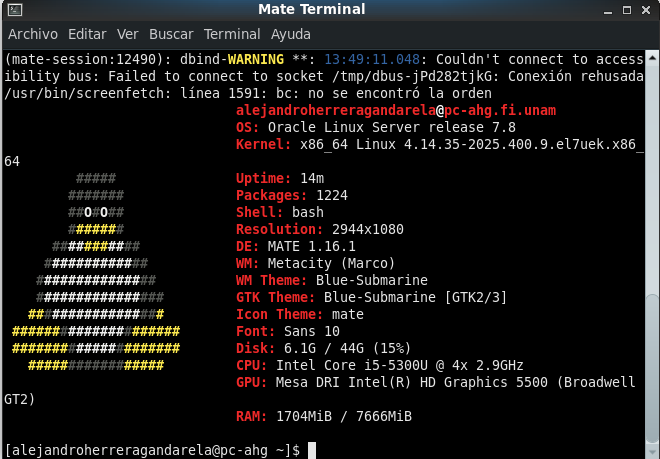 Mate Terminal
Archivo Editar Ver Buscar Terminal Ayuda
(mate-session:12490): dbind-WARNING **: 13:49:11.048: Couldn't connect to access
ibility bus: Failed to connect to socket /tmp/dbus-jPd282tjkG: Conexión rehusada
/usr/bin/screenfetch: línea 1591: bc: no se encontró la orden
alejandroherreragandarela@pc-ahg.fi.unam
OS: Oracle Linux Server release 7.8
Kernel: x86_64 Linux 4.14.35-2025.400.9.el7uek.x86_
64
##### Uptime: 14m
####### Packages: 1224
##O#O## Shell: bash
####### Resolution: 2944x1080
########### DE: MATE 1.16.1
############# WM: Metacity (Marco)
############### WM Theme: Blue-Submarine
################ GTK Theme: Blue-Submarine [GTK2/3]
################# Icon Theme: mate
##################### Font: Sans 10
##################### Disk: 6.1G / 44G (15%)
################# CPU: Intel Core i5-5300U @ 4x 2.9GHz
GPU: Mesa DRI Intel(R) HD Graphics 5500 (Broadwell
GT2)
RAM: 1704MiB / 7666MiB
[alejandroherreragandarela@pc-ahg ~]$